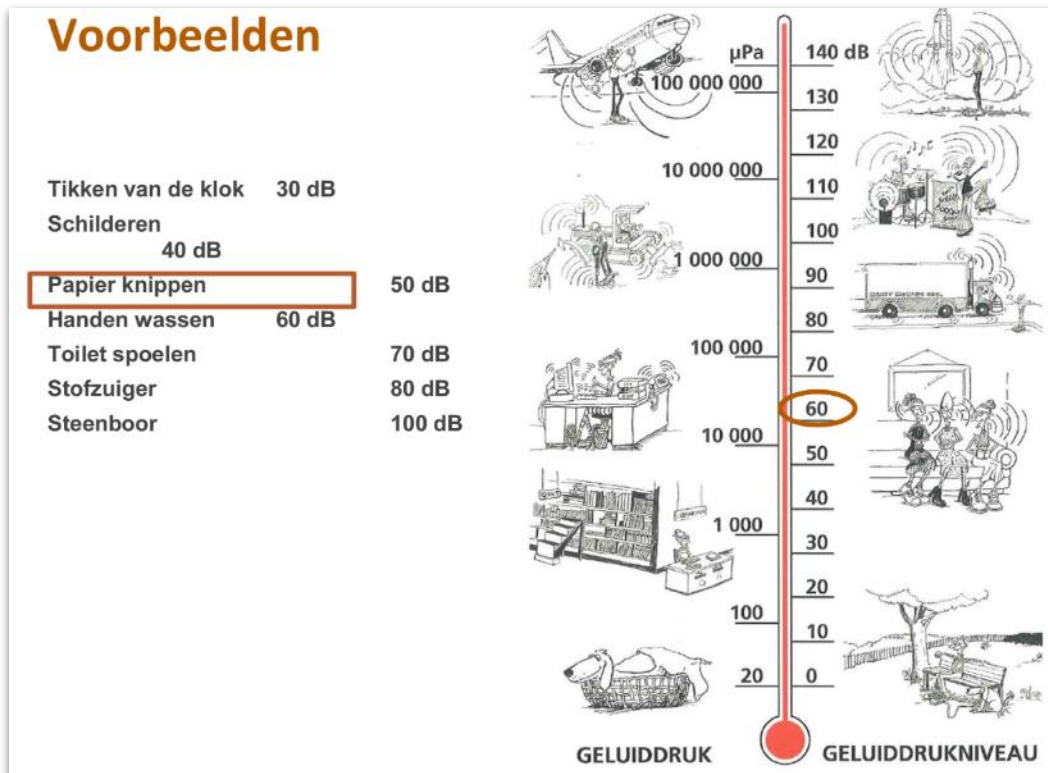 Voorbeelden
Tikken van de klok 30 dB
Schilderen
40 dB
Papier knippen 50 dB
Handen wassen 60 dB
Toilet spoelen 70 dB
Stofzuiger 80 dB
Steenboor 100 dB
µPa
100 000 000
10 000 000
1 000 000
100 000
10 000
1 000
100
20
140 dB
130
120
110
100
90
80
70
60
50
40
30
20
10
0
GELUIDDRUK
GELUIDDRUKNIVEAU